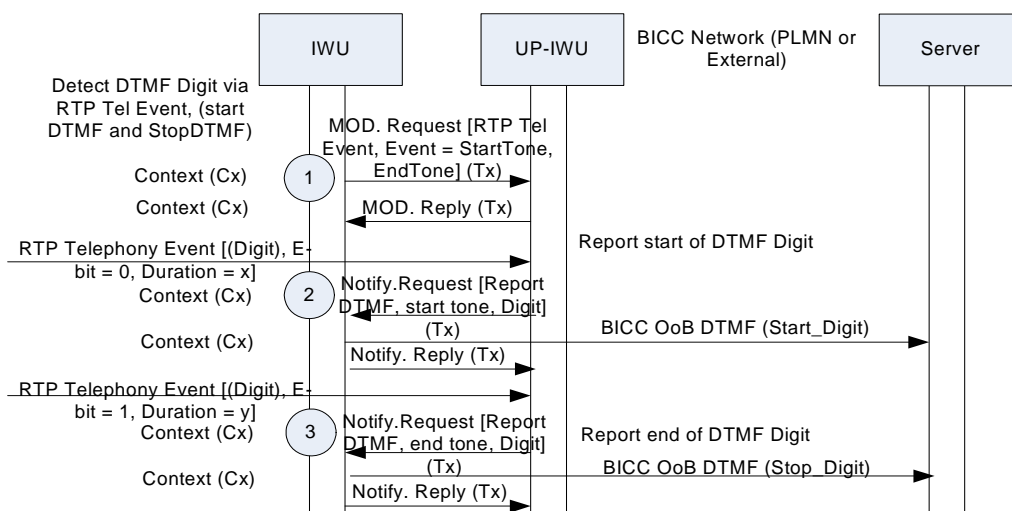 IWU
UP-IWU
BICC Network (PLMN or
External)
Server
Detect DTMF Digit via
RTP Tel Event, (start
DTMF and StopDTMF)
MOD. Request [RTP Tel
Event, Event = StartTone,
EndTone] (Tx)
Context (Cx)
1
Context (Cx)
MOD. Reply (Tx)
RTP Telephony Event [(Digit), E-
bit = 0, Duration = x]
Report start of DTMF Digit
Context (Cx)
2
Notify.Request [Report
DTMF, start tone, Digit]
(Tx)
Context (Cx)
BICC OoB DTMF (Start_Digit)
Notify. Reply (Tx)
RTP Telephony Event [(Digit), E-
bit = 1, Duration = y]
Context (Cx)
3
Notify.Request [Report
DTMF, end tone, Digit]
(Tx)
Report end of DTMF Digit
Context (Cx)
BICC OoB DTMF (Stop_Digit)
Notify. Reply (Tx)